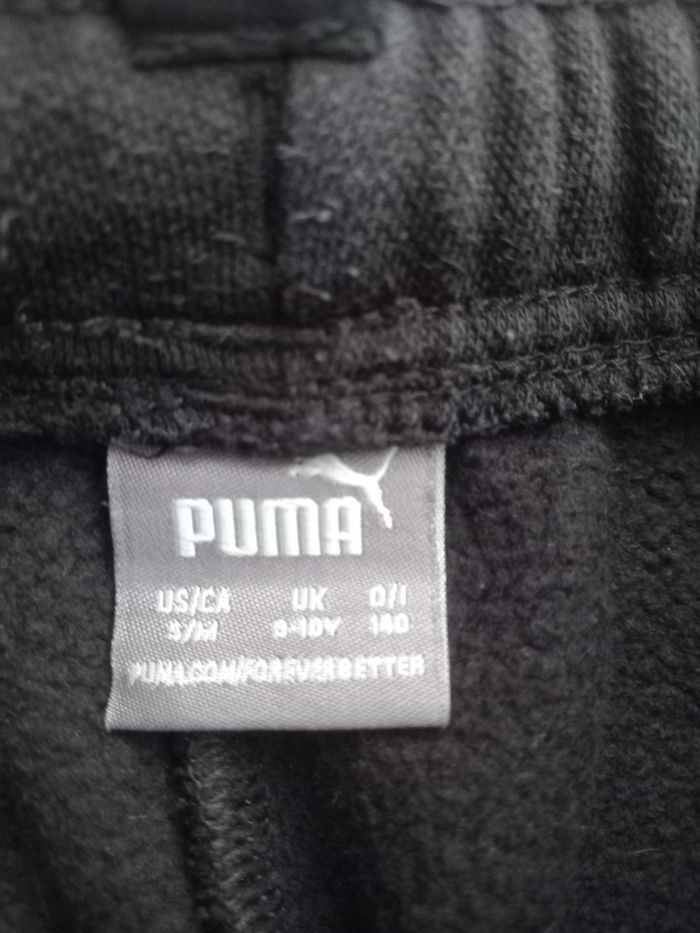 PUMA
US/CA UK D/I
S/M 9-10Y 140
PUMA.COM/FOREVERBETTER